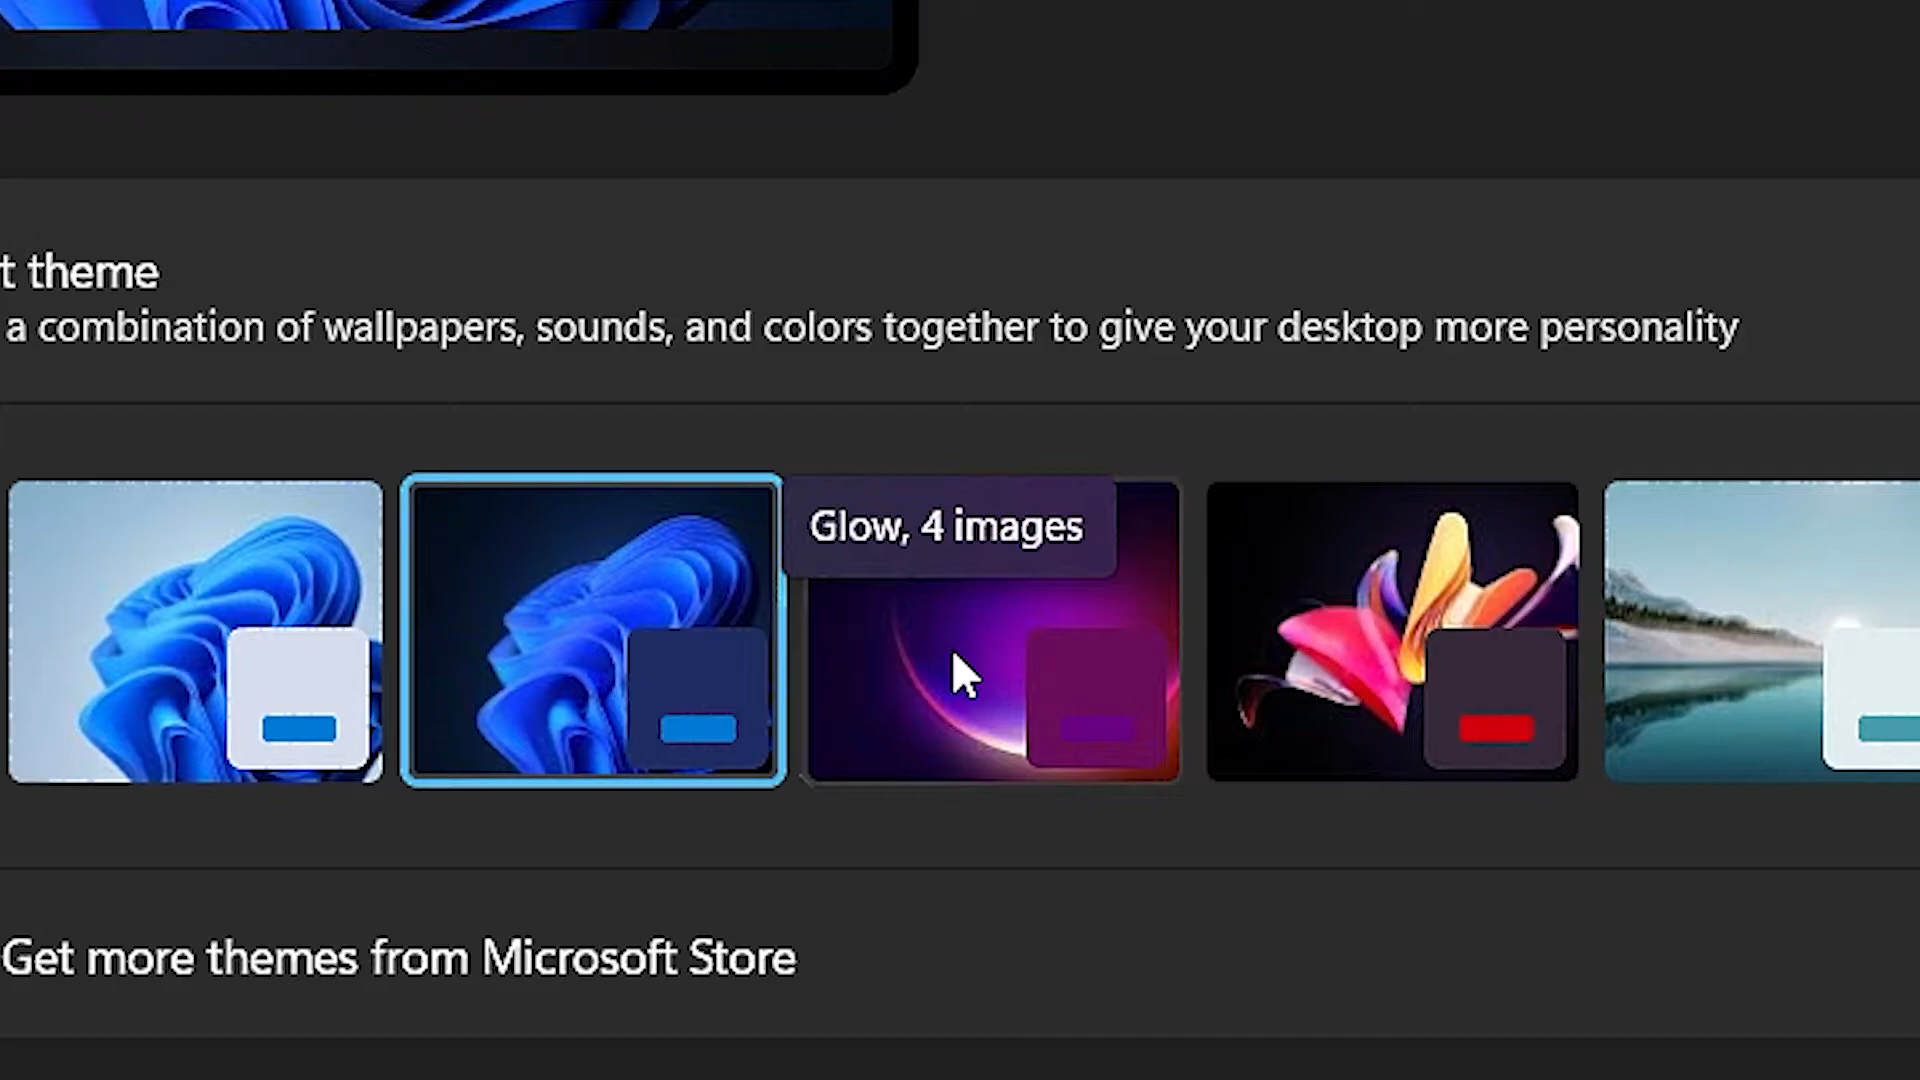 t theme
a combination of wallpapers, sounds, and colors together to give your desktop more personality
Glow, 4 images
Get more themes from Microsoft Store